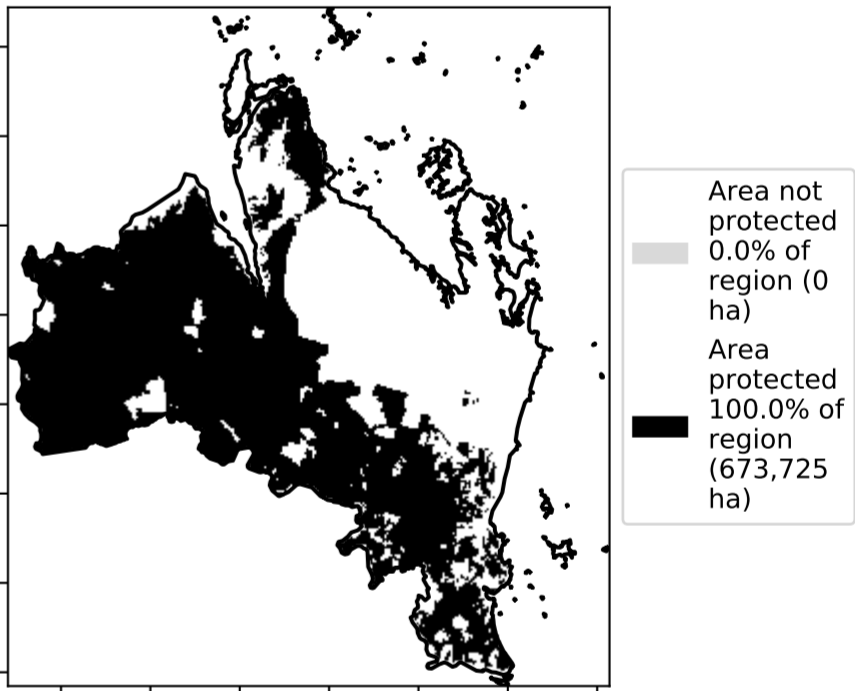 Area not
protected
0.0% of
region (0
ha)
Area
protected
100.0% of
region
(673,725
ha)